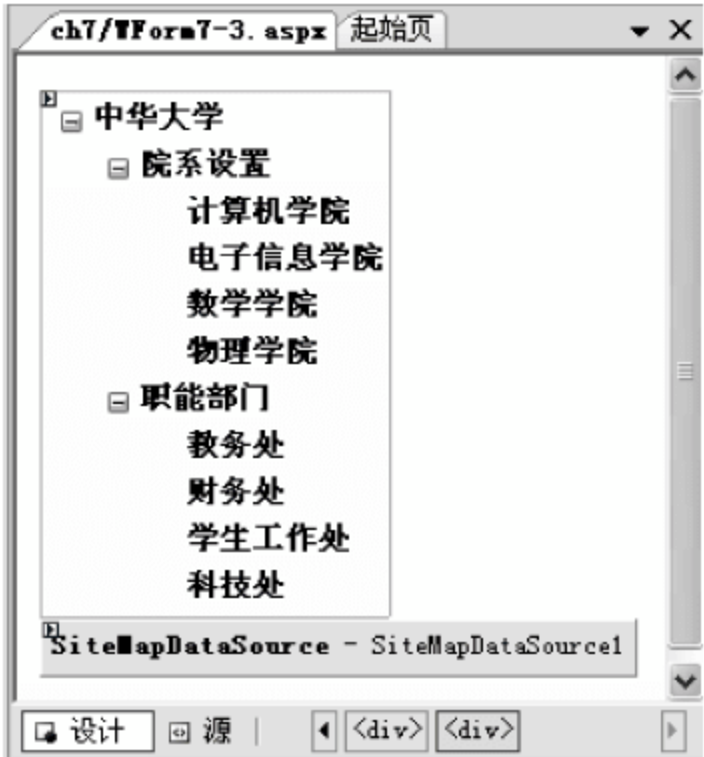 ch7/WForm7-3.aspx 起始页
中华大学
院系设置
计算机学院
电子信息学院
数学学院
物理学院
职能部门
教务处
财务处
学生工作处
科技处
SiteMapDataSource - SiteMapDataSource1
设计 源 <div> <div>